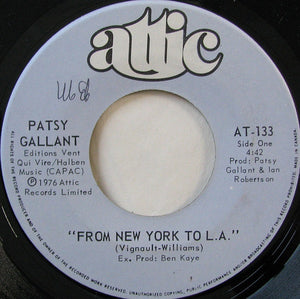 attic
PATSY
GALLANT
Editions Vent
Qui Vire/Halben
Music (CAPAC)
℗ 1976 Attic
Records Limited
AT-133
Side One
4:42
Prod: Patsy
Gallant & Ian
Robertson
"FROM NEW YORK TO L.A."
(Vignault-Williams)
Ex. Prod: Ben Kaye